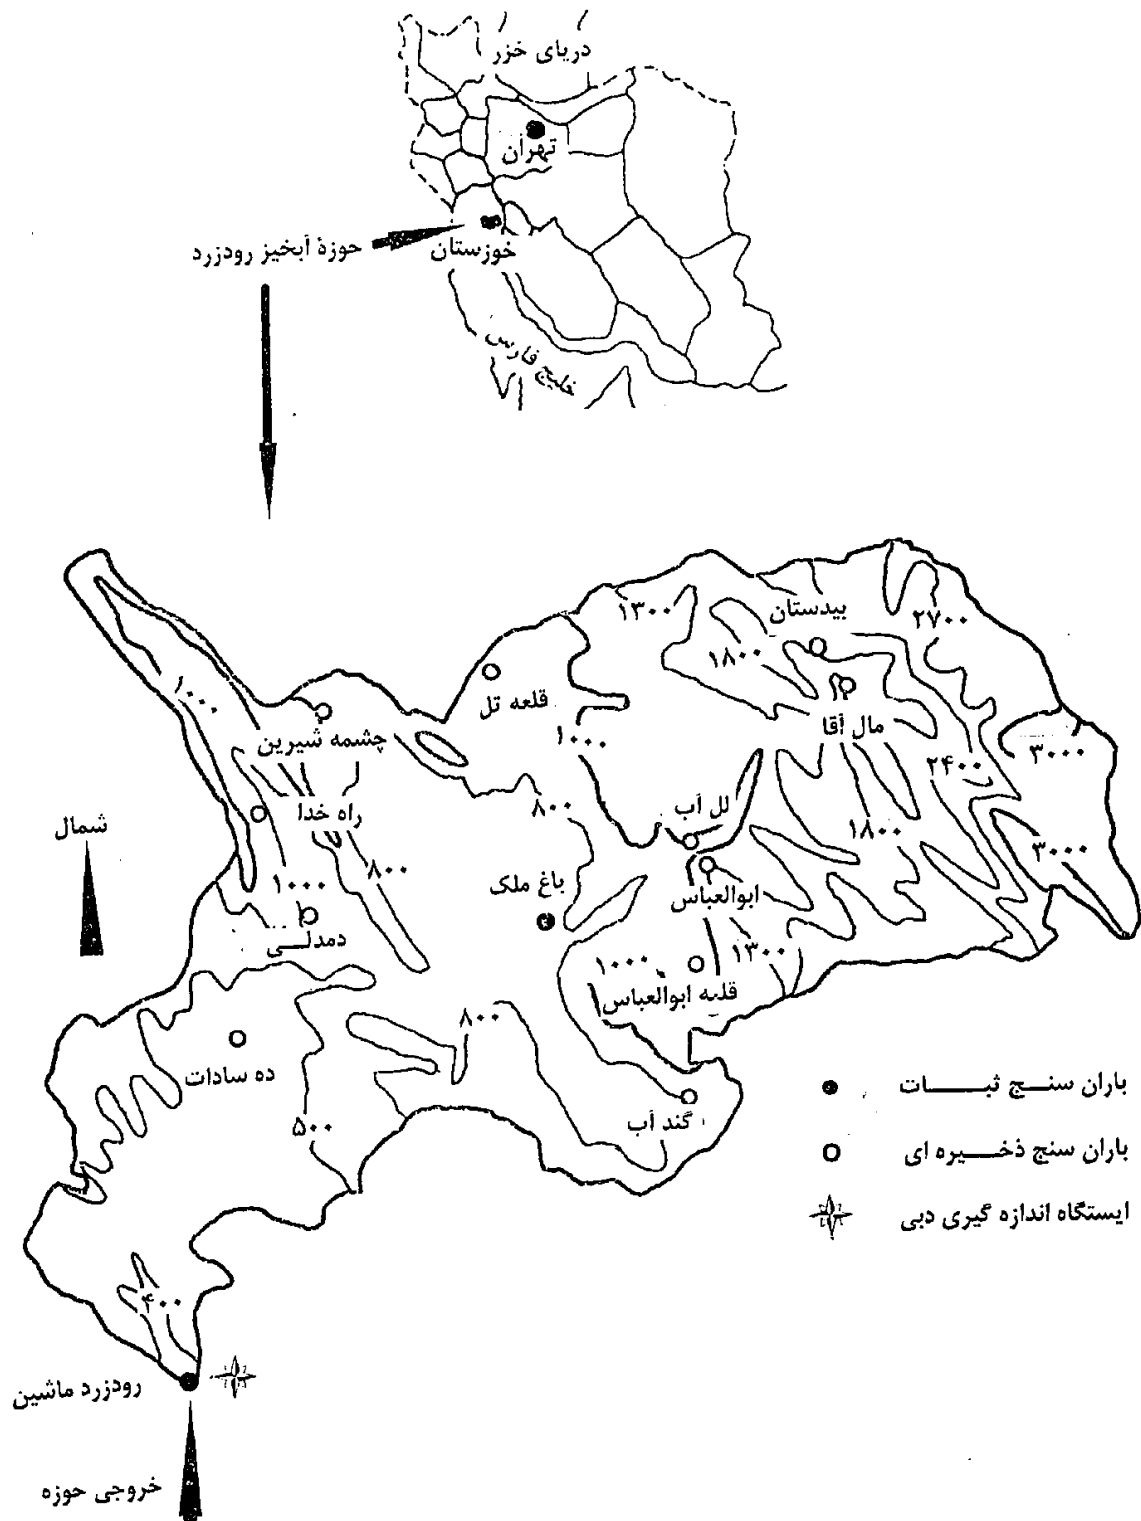 دریای خزر
تهران
حوزهٔ آبخیز رودزرد
خوزستان
خلیج فارس
۱۳۰۰
بیدستان
۲۷۰۰
۱۸۰۰
۱۰۰۰
قلعه تل
مال آقا
چشمه شیرین
۱۰۰۰
۳۰۰۰
۲۴۰۰
۸۰۰
لل آب
راه خدا
شمال
۱۸۰۰
۳۰۰۰
۸۰۰
۱۰۰۰
باغ ملک
ابوالعباس
دمدلی
۱۳۰۰
۱۰۰۰
قلعه ابوالعباس
۸۰۰
ده سادات
باران سنج ثبات
۵۰۰
گند آب
باران سنج ذخیره ای
ایستگاه اندازه گیری دبی
۴۰۰
رودزرد ماشین
خروجی حوزه